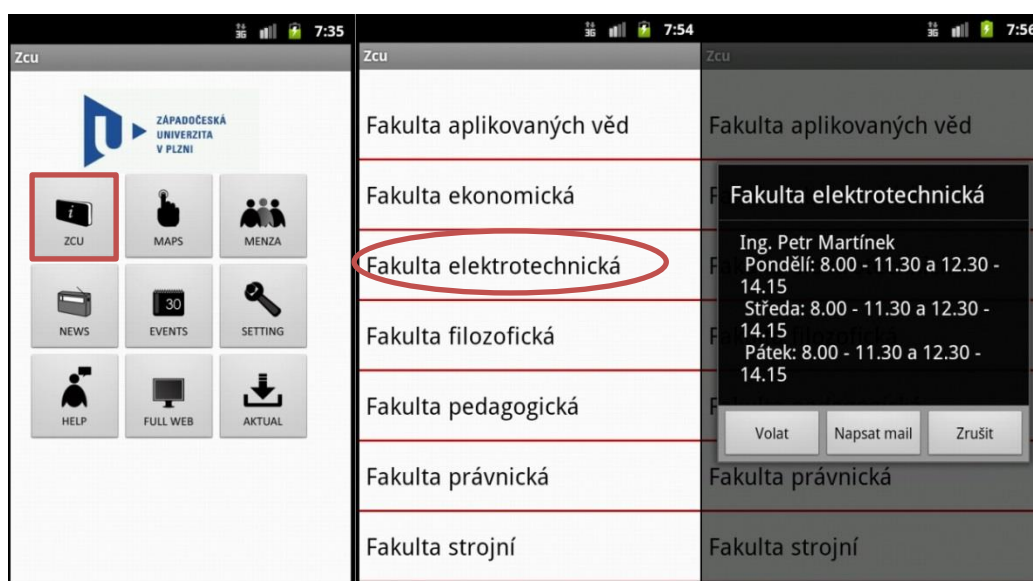 3G 7:35
Zcu
ZÁPADOČESKÁ
UNIVERZITA
V PLZNI
i
ZCU
MAPS
MENZA
30
NEWS
EVENTS
SETTING
HELP
FULL WEB
AKTUAL
3G 7:54
Zcu
Fakulta aplikovaných věd
Fakulta ekonomická
Fakulta elektrotechnická
Fakulta filozofická
Fakulta pedagogická
Fakulta právnická
Fakulta strojní
3G 7:56
Zcu
Fakulta aplikovaných věd
Fakulta elektrotechnická
Ing. Petr Martínek
Pondělí: 8.00 - 11.30 a 12.30 -
14.15
Středa: 8.00 - 11.30 a 12.30 -
14.15
Pátek: 8.00 - 11.30 a 12.30 -
14.15
Volat
Napsat mail
Zrušit
Fakulta právnická
Fakulta strojní